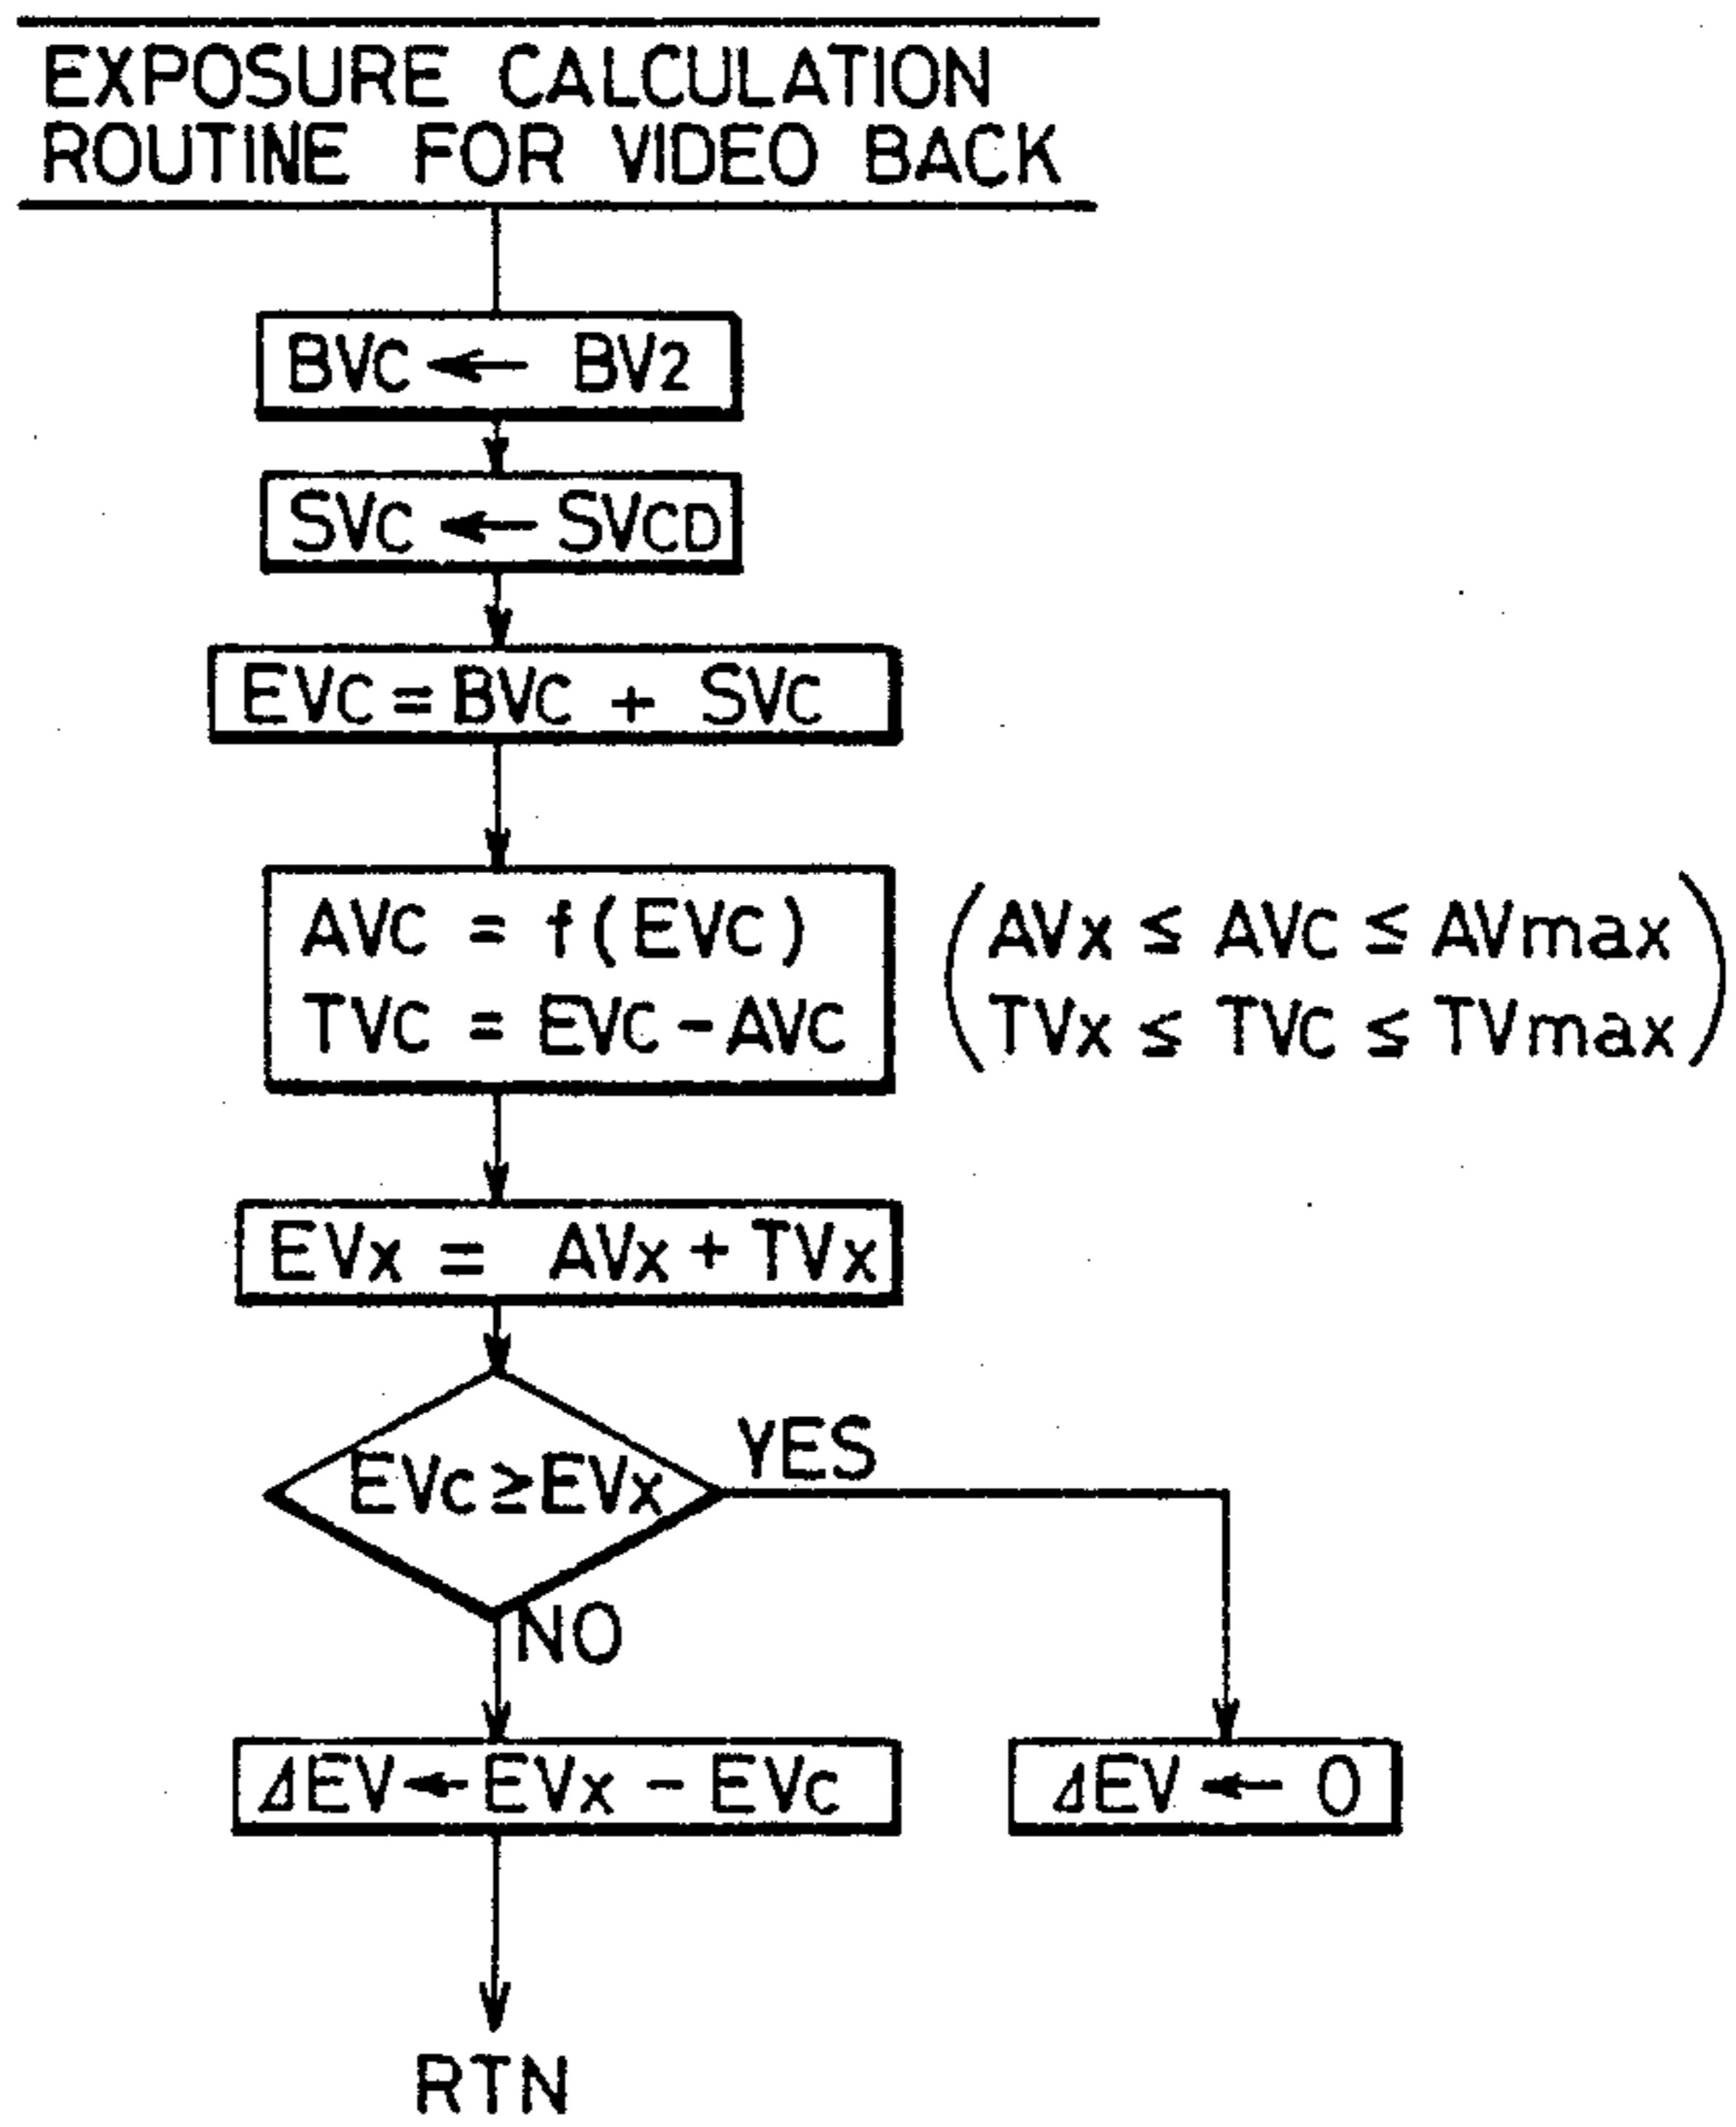 EXPOSURE CALCULATION
ROUTINE FOR VIDEO BACK
BVC ← BV2
SVC ← SVCD
EVC = BVC + SVC
AVC = f(EVC)
TVC = EVC - AVC
(AVx ≤ AVC ≤ AVmax
TVx ≤ TVC ≤ TVmax)
EVx = AVx + TVx
EVC ≥ EVx
YES
NO
ΔEV ← EVx - EVC
ΔEV ← 0
RTN